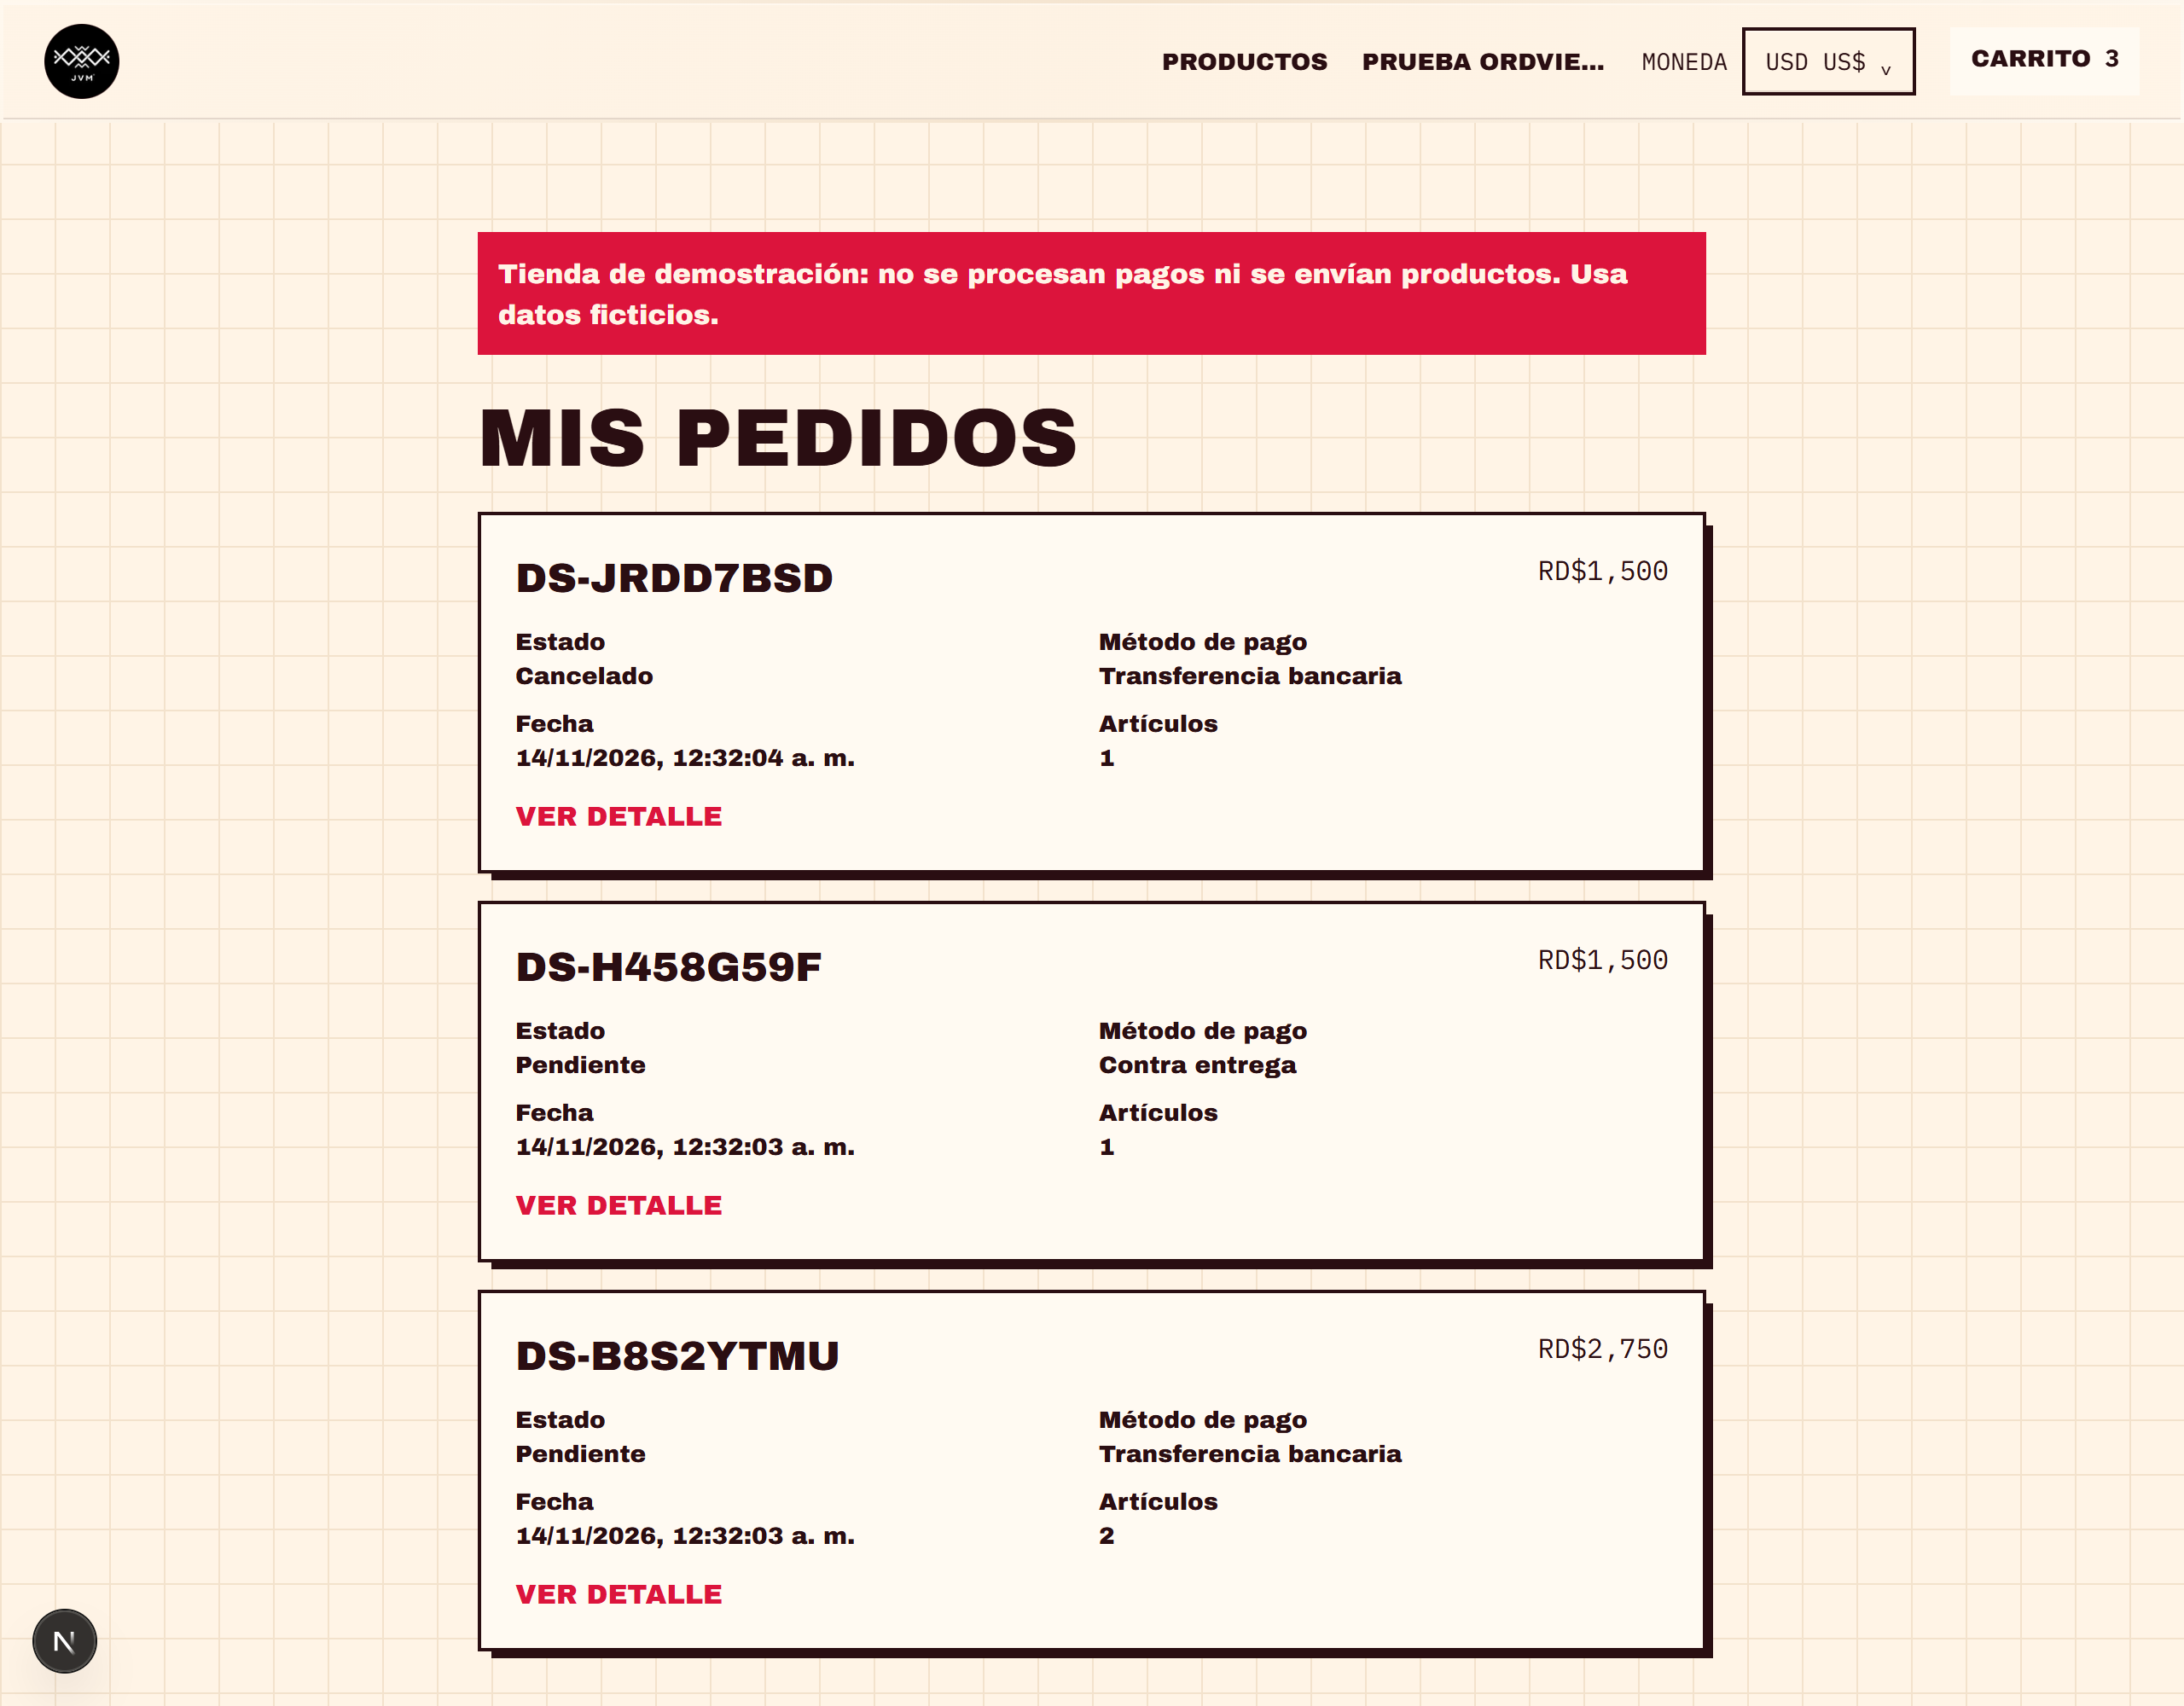 JVM
PRODUCTOS PRUEBA ORDVIE... MONEDA USD US$ CARRITO 3
Tienda de demostración: no se procesan pagos ni se envían productos. Usa
datos ficticios.
MIS PEDIDOS
DS-JRDD7BSD RD$1,500
Estado Método de pago
Cancelado Transferencia bancaria
Fecha Artículos
14/11/2026, 12:32:04 a. m. 1
VER DETALLE
DS-H458G59F RD$1,500
Estado Método de pago
Pendiente Contra entrega
Fecha Artículos
14/11/2026, 12:32:03 a. m. 1
VER DETALLE
DS-B8S2YTMU RD$2,750
Estado Método de pago
Pendiente Transferencia bancaria
Fecha Artículos
14/11/2026, 12:32:03 a. m. 2
VER DETALLE
N